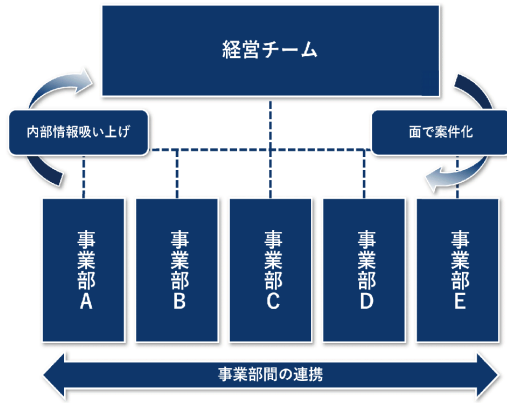 経営チーム
内部情報吸い上げ
面で案件化
事業部A
事業部B
事業部C
事業部D
事業部E
事業部間の連携